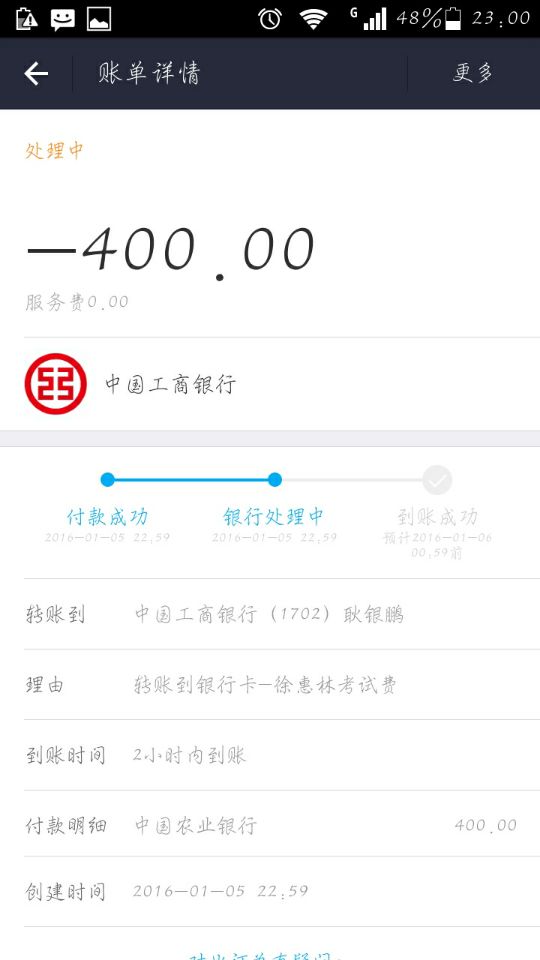 G 48% 23:00
账单详情 更多
处理中
-400.00
服务费0.00
中国工商银行
付款成功 银行处理中 到账成功
2016-01-05 22:59 2016-01-05 22:59 预计2016-01-06
00:59前
转账到 中国工商银行（1702）耿银鹏
理由 转账到银行卡-徐惠林考试费
到账时间 2小时内到账
付款明细 中国农业银行 400.00
创建时间 2016-01-05 22:59